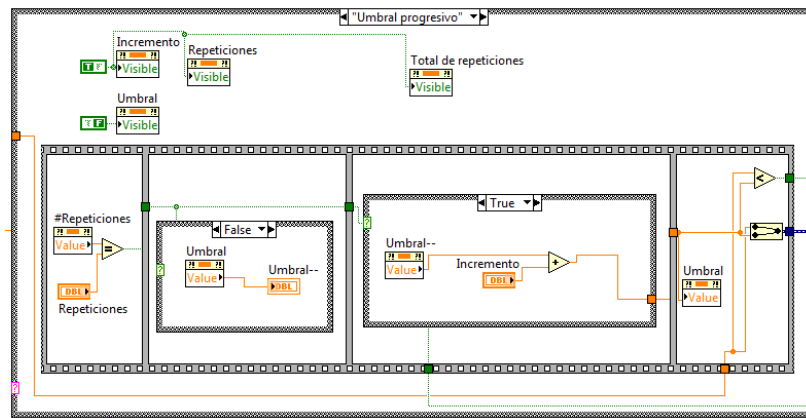 "Umbral progresivo"
Incremento
Repeticiones
Total de repeticiones
T F
?! ?!
Visible
?! ?!
Visible
?! ?!
Visible
Umbral
T F
?! ?!
Visible
#Repeticiones
?! ?!
Value
=
DBL
Repeticiones
?
False
Umbral
?! ?!
Value
Umbral--
DBL
?
True
Umbral--
?! ?!
Value
Incremento
DBL
+
<
Umbral
?! ?!
Value
?